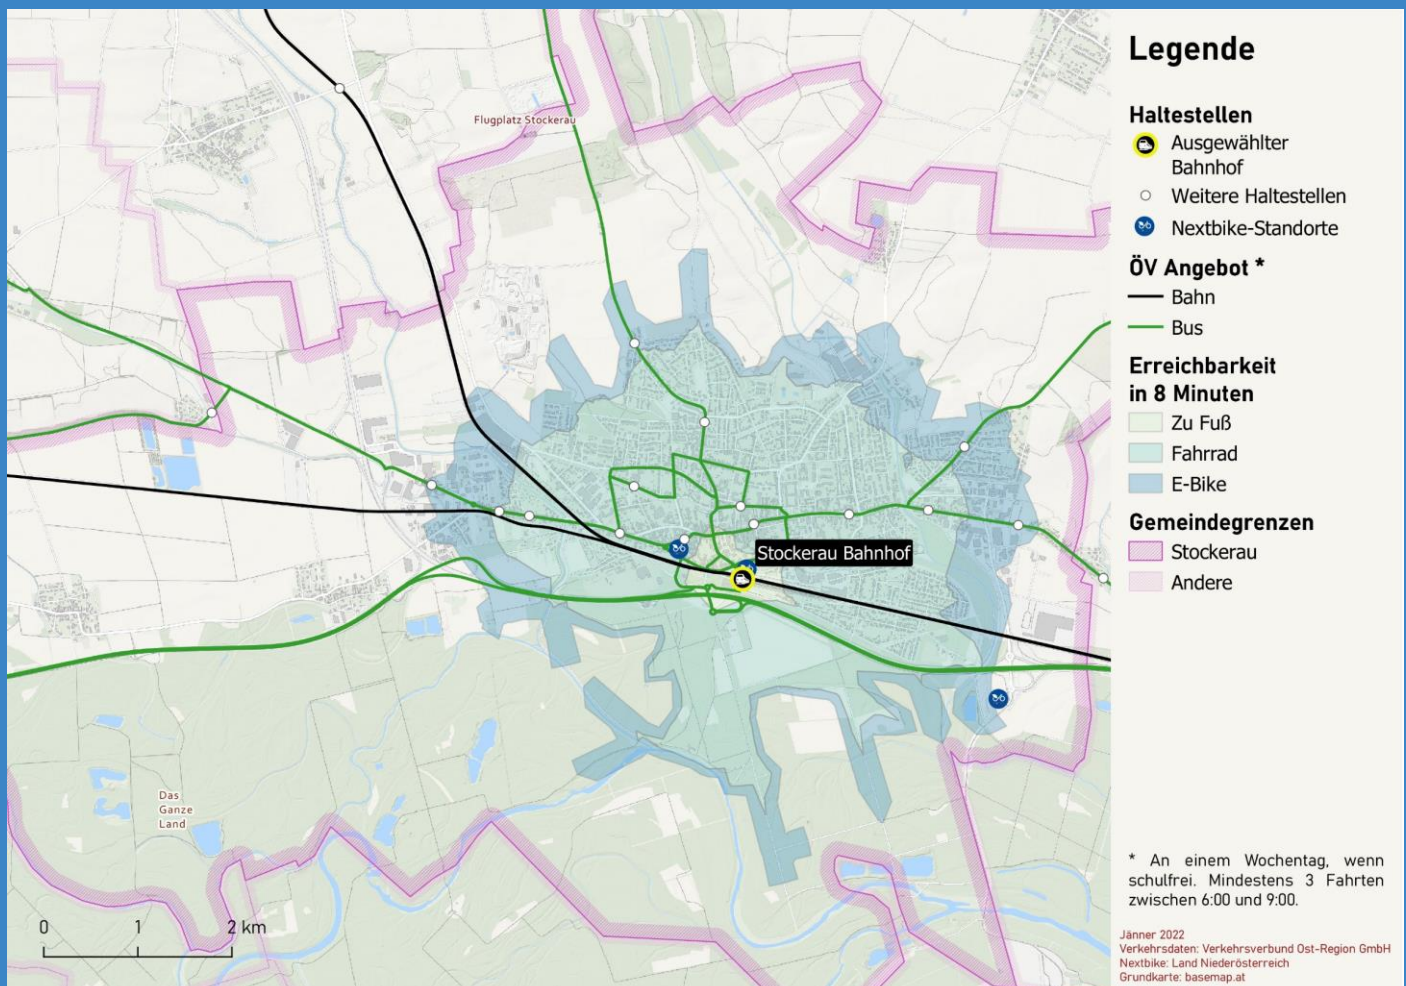 Flugplatz Stockerau
Stockerau Bahnhof
Das
Ganze
Land
0 1 2 km
Legende
Haltestellen
Ausgewählter
Bahnhof
Weitere Haltestellen
Nextbike-Standorte
ÖV Angebot *
Bahn
Bus
Erreichbarkeit
in 8 Minuten
Zu Fuß
Fahrrad
E-Bike
Gemeindegrenzen
Stockerau
Andere
* An einem Wochentag, wenn
schulfrei. Mindestens 3 Fahrten
zwischen 6:00 und 9:00.
Jänner 2022
Verkehrsdaten: Verkehrsverbund Ost-Region GmbH
Nextbike: Land Niederösterreich
Grundkarte: basemap.at